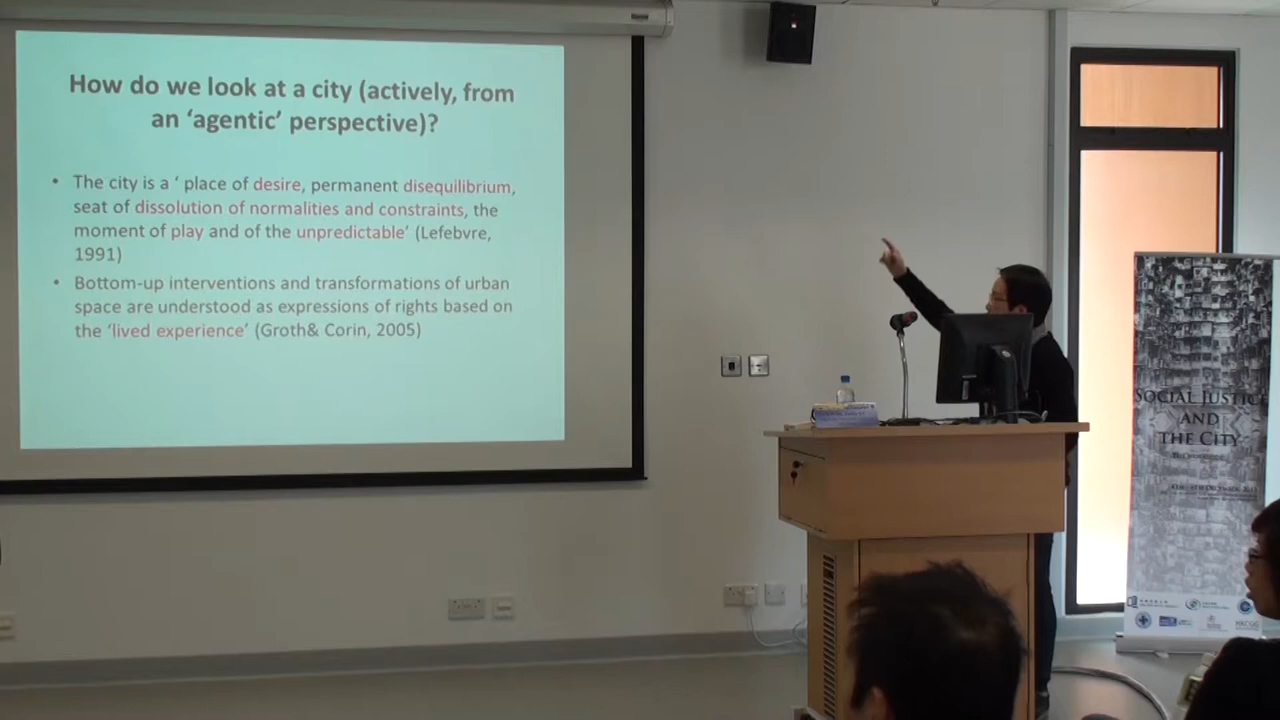 How do we look at a city (actively, from
an ‘agentic’ perspective)?
• The city is a ‘ place of desire, permanent disequilibrium,
seat of dissolution of normalities and constraints, the
moment of play and of the unpredictable’ (Lefebvre,
1991)
• Bottom-up interventions and transformations of urban
space are understood as expressions of rights based on
the ‘lived experience’ (Groth& Corin, 2005)
SOCIAL JUSTICE
AND
THE CITY